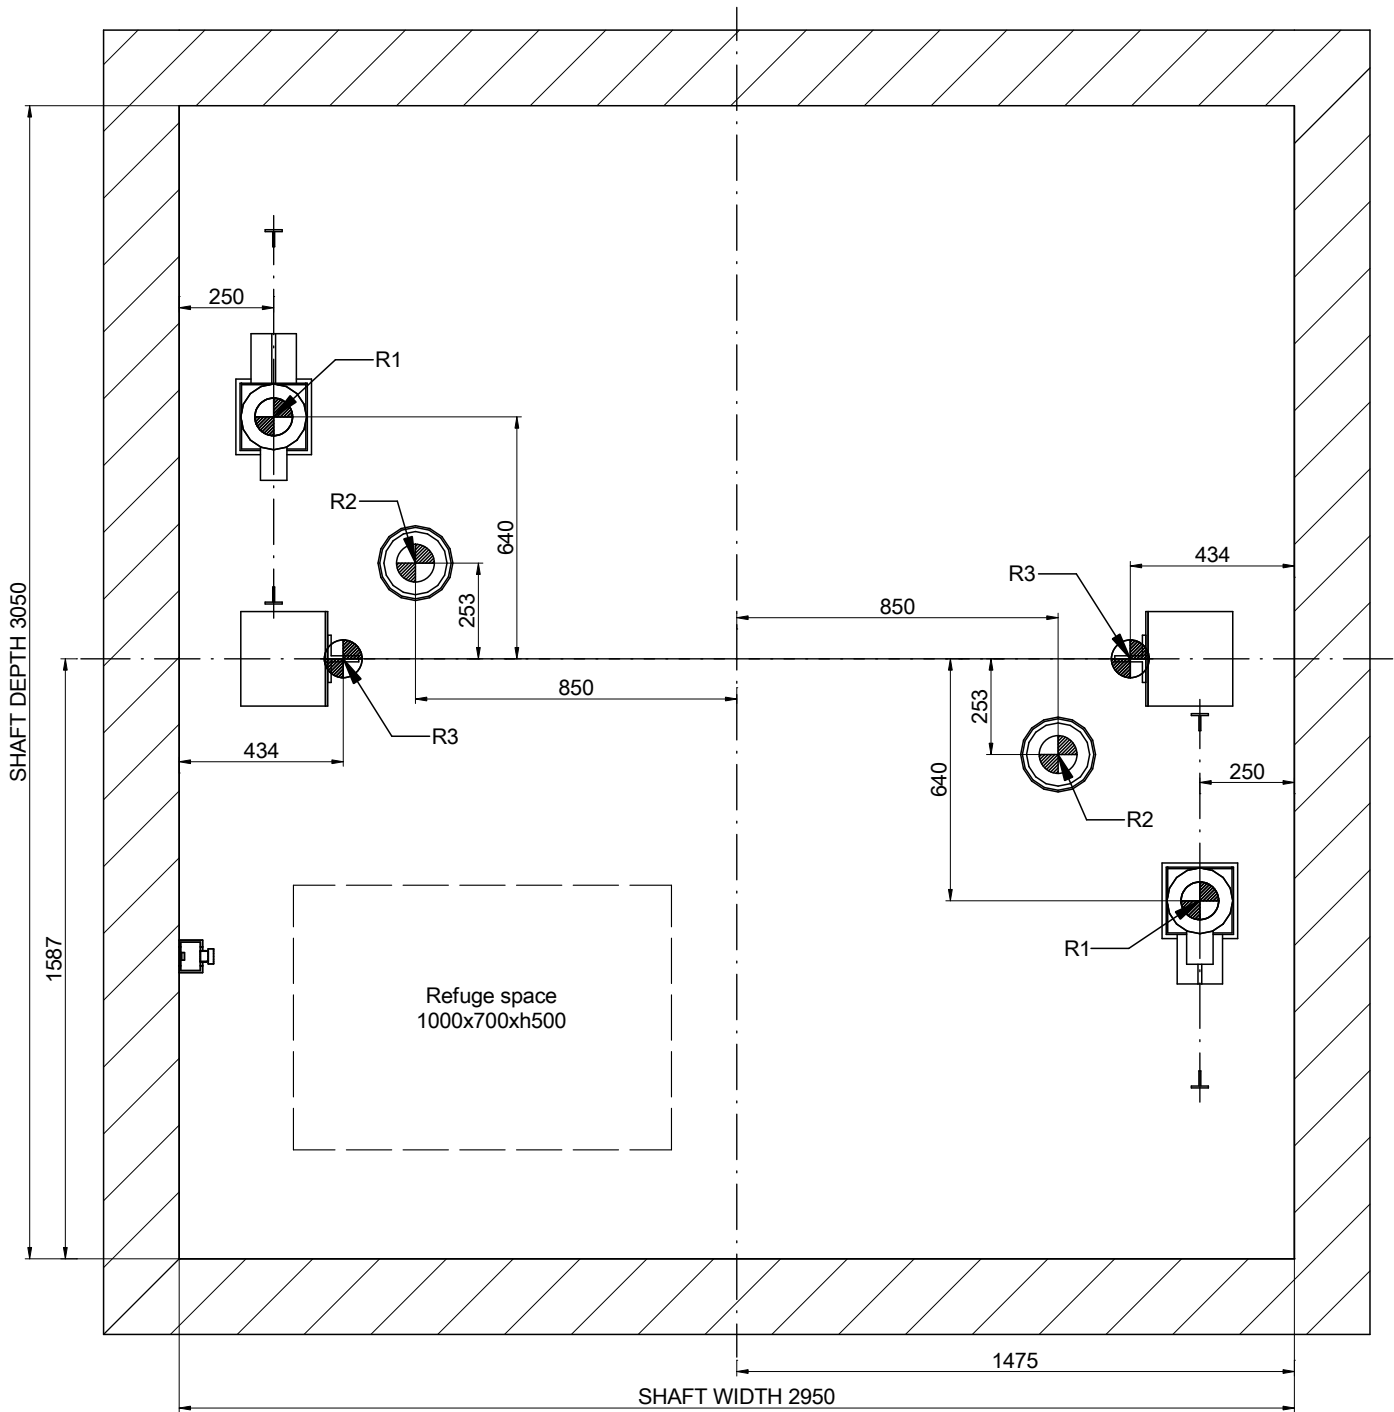 250
R1
R2
640
253
R3
434
850
SHAFT DEPTH 3050
850
253
R3
434
640
250
R2
1587
R1
Refuge space
1000x700xh500
1475
SHAFT WIDTH 2950